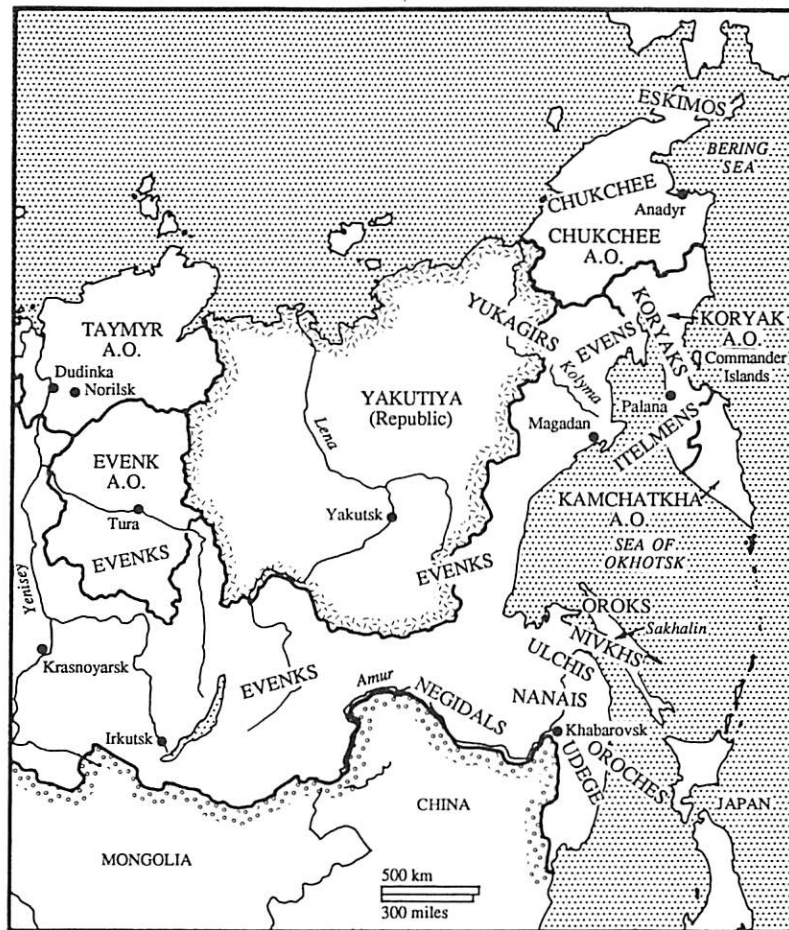 ESKIMOS
BERING
SEA
CHUKCHEE
Anadyr
CHUKCHEE
A.O.
TAYMYR
A.O.
Dudinka
Norilsk
YUKAGIRS
EVENS
KORYAKS
KORYAK
A.O.
Commander
Islands
YAKUTIYA
(Republic)
Kolyma
Lena
Palana
Magadan
ITELMENS
EVENK
A.O.
Tura
EVENKS
Yakutsk
KAMCHATKHA
A.O.
SEA OF
OKHOTSK
EVENKS
Yenisey
OROKS
Sakhalin
NIVKHS
ULCHIS
Krasnoyarsk
EVENKS
Amur
NEGIDALS
NANAIS
Irkutsk
Khabarovsk
UDEGE
OROCHES
CHINA
JAPAN
MONGOLIA
500 km
300 miles